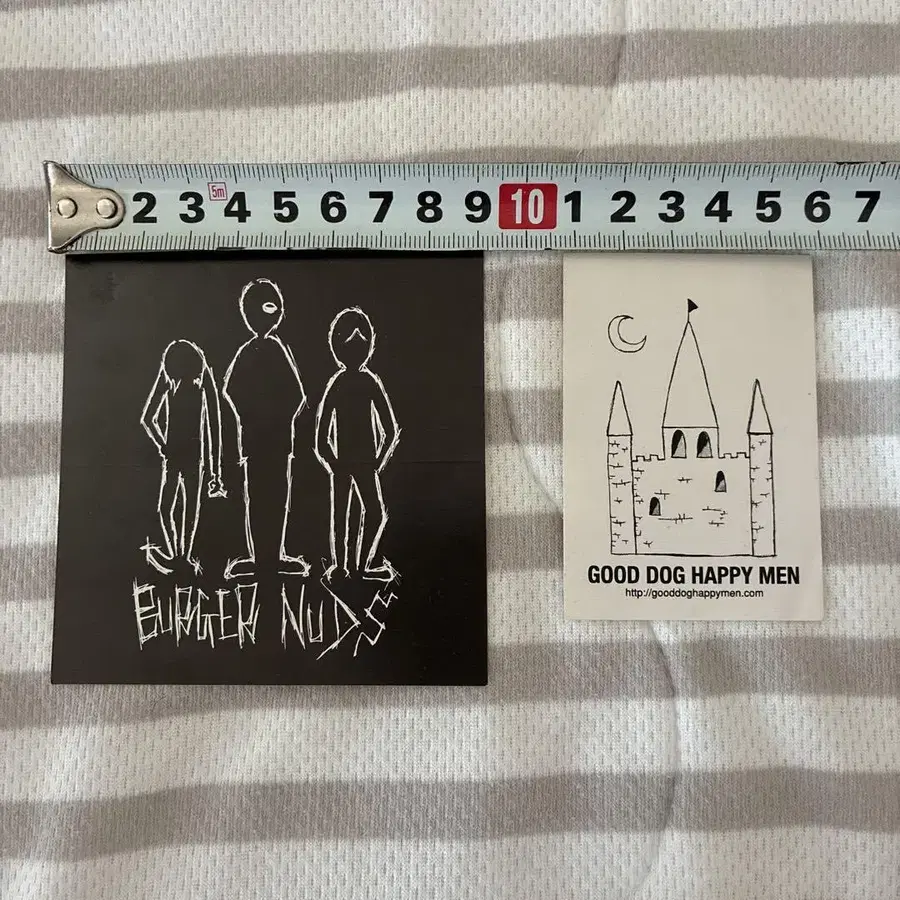 5m
2 3 4 5 6 7 8 9 10 1 2 3 4 5 6 7
BURGER NUDS
GOOD DOG HAPPY MEN
http://gooddoghappymen.com